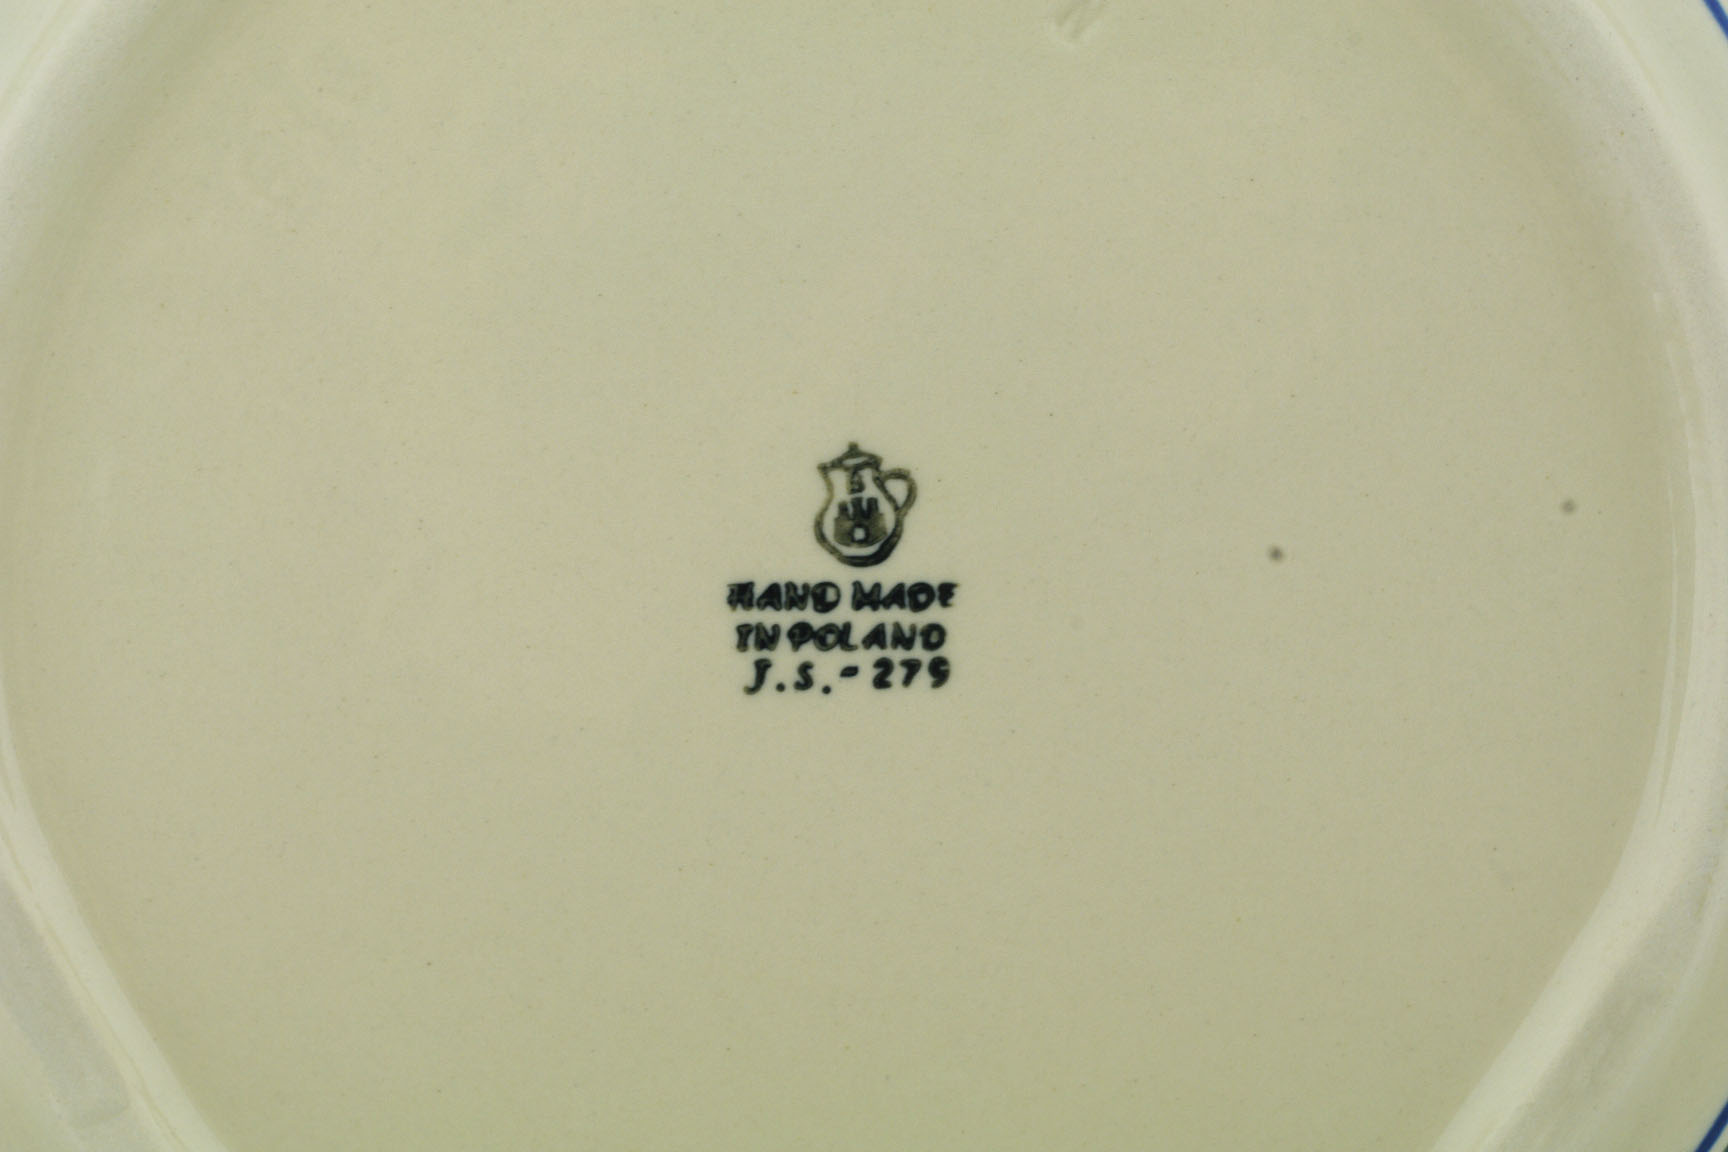 B
HAND MADE
IN POLAND
J.S.-279